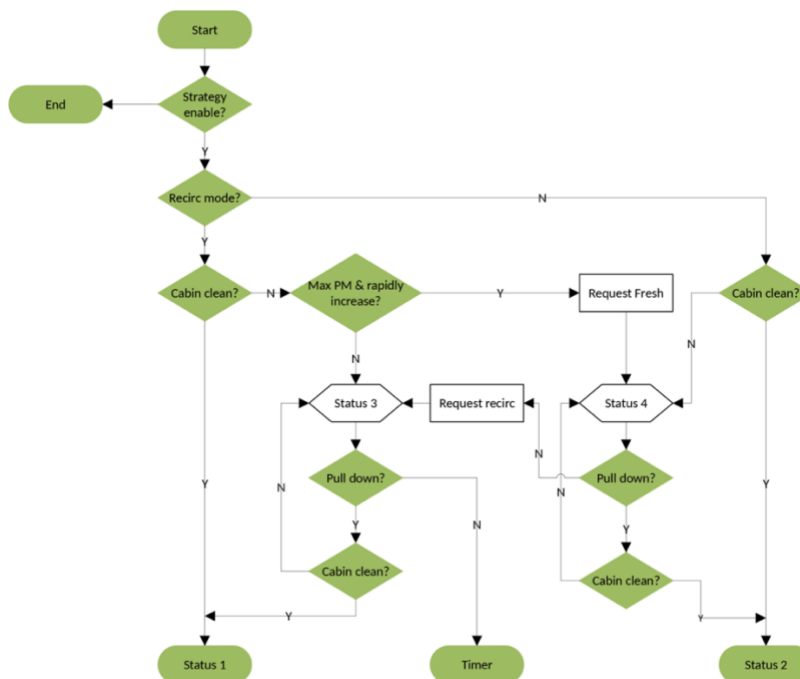 Start
End
Strategy
enable?
Y
Recirc mode?
N
Y
Cabin clean?
N
Max PM & rapidly
increase?
Y
Request Fresh
Cabin clean?
N
N
Status 3
Request recirc
Status 4
N
Pull down?
Pull down?
Y
N
N
Y
Y
N
Y
Y
Cabin clean?
Cabin clean?
Y
Y
Status 1
Timer
Status 2